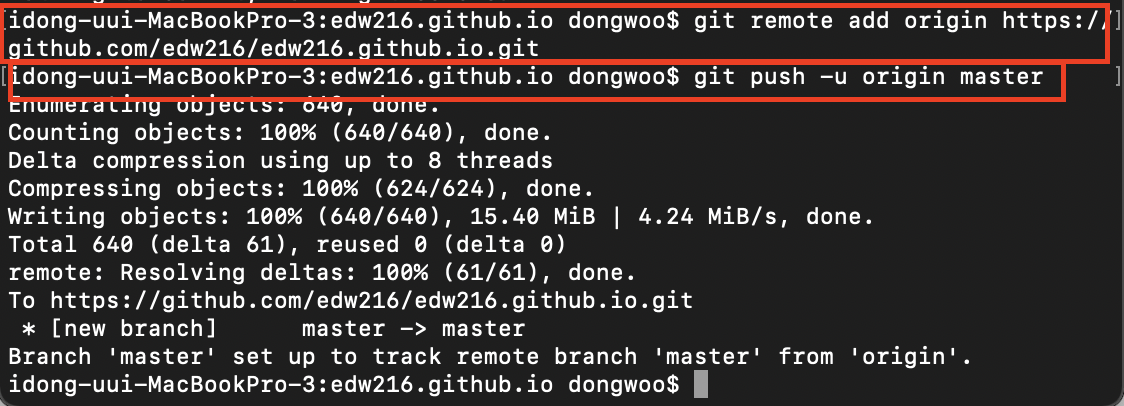 [idong-uui-MacBookPro-3:edw216.github.io dongwoo$ git remote add origin https://]
github.com/edw216/edw216.github.io.git
[idong-uui-MacBookPro-3:edw216.github.io dongwoo$ git push -u origin master ]
Enumerating objects: 640, done.
Counting objects: 100% (640/640), done.
Delta compression using up to 8 threads
Compressing objects: 100% (624/624), done.
Writing objects: 100% (640/640), 15.40 MiB | 4.24 MiB/s, done.
Total 640 (delta 61), reused 0 (delta 0)
remote: Resolving deltas: 100% (61/61), done.
To https://github.com/edw216/edw216.github.io.git
 * [new branch]      master -> master
Branch 'master' set up to track remote branch 'master' from 'origin'.
idong-uui-MacBookPro-3:edw216.github.io dongwoo$